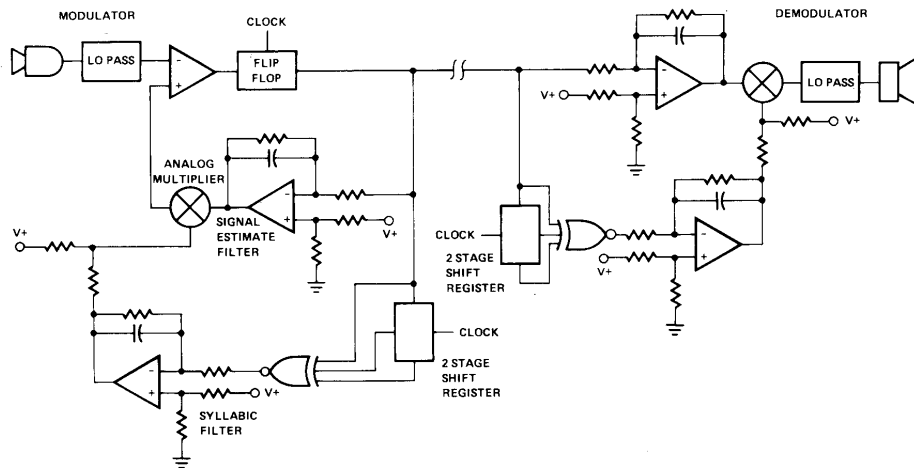 MODULATOR
CLOCK
DEMODULATOR
LO PASS
FLIP
FLOP
LO PASS
-
+
-
+
V+
V+
ANALOG
MULTIPLIER
SIGNAL
ESTIMATE
FILTER
-
+
V+
V+
CLOCK
2 STAGE
SHIFT
REGISTER
V+
-
+
CLOCK
2 STAGE
SHIFT
REGISTER
-
+
V+
SYLLABIC
FILTER